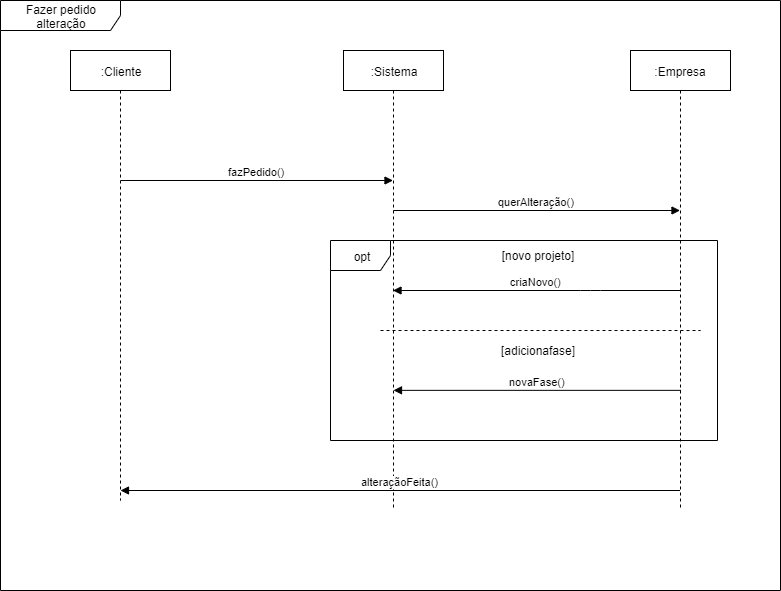 Fazer pedido
alteração
:Cliente
:Sistema
:Empresa
fazPedido()
querAlteração()
opt
[novo projeto]
criaNovo()
[adicionafase]
novaFase()
alteraçãoFeita()